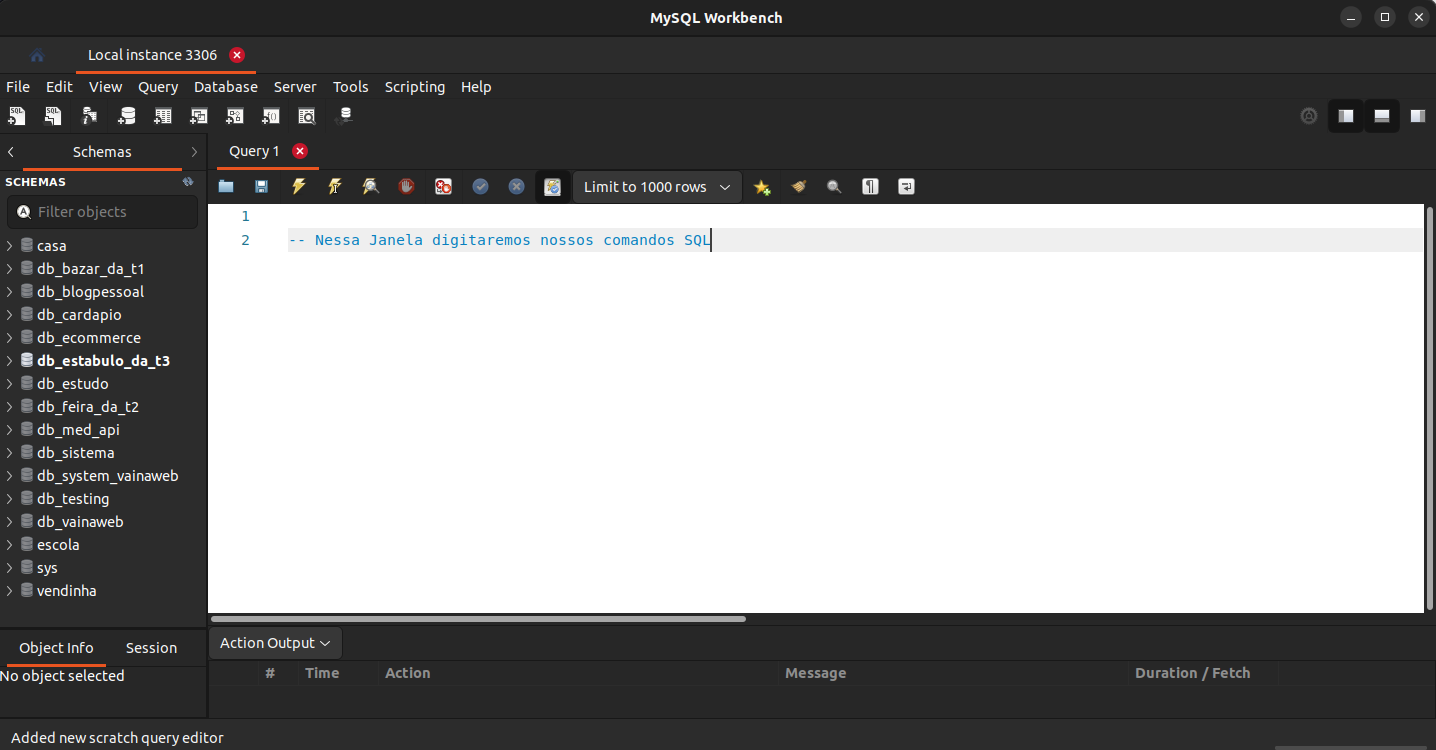 MySQL Workbench
Local instance 3306
File Edit View Query Database Server Tools Scripting Help
Schemas
SCHEMAS
Filter objects
casa
db_bazar_da_t1
db_blogpessoal
db_cardapio
db_ecommerce
db_estabulo_da_t3
db_estudo
db_feira_da_t2
db_med_api
db_sistema
db_system_vainaweb
db_testing
db_vainaweb
escola
sys
vendinha
Object Info Session
No object selected
Query 1
Limit to 1000 rows
1
2 -- Nessa Janela digitaremos nossos comandos SQL
Action Output
# Time Action Message Duration / Fetch
Added new scratch query editor